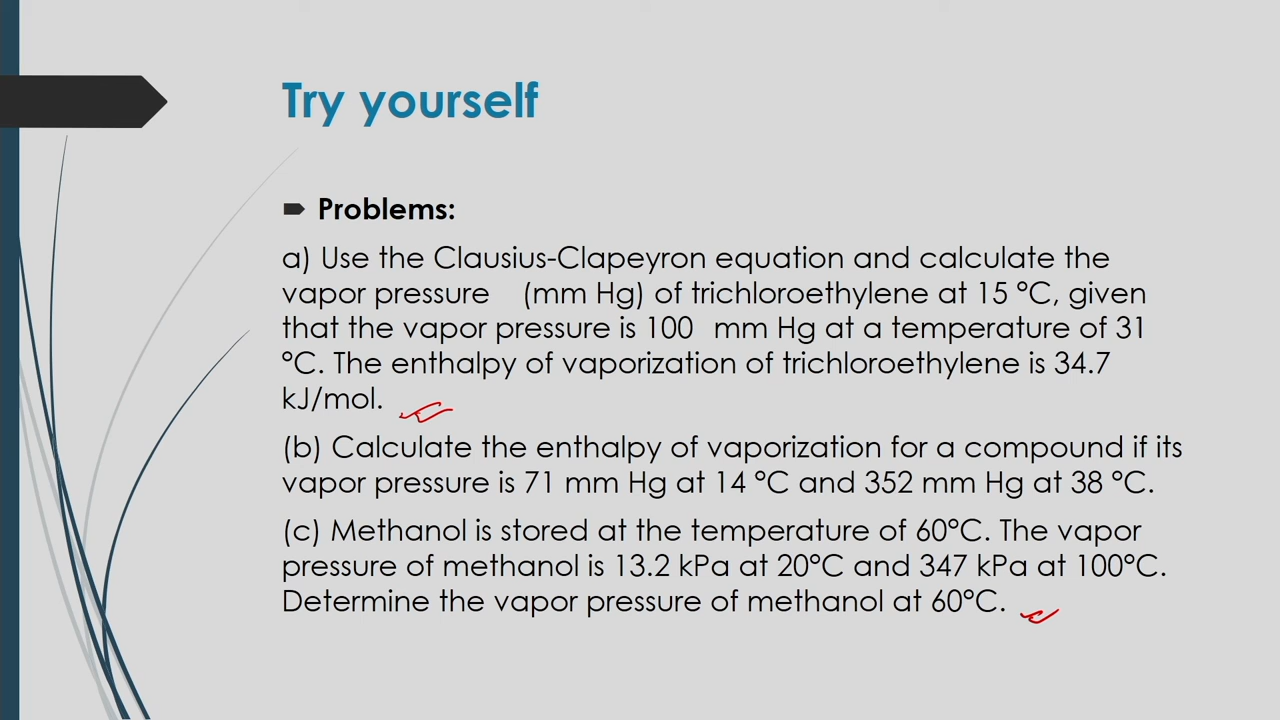 Try yourself
Problems:
a) Use the Clausius-Clapeyron equation and calculate the
vapor pressure (mm Hg) of trichloroethylene at 15 °C, given
that the vapor pressure is 100 mm Hg at a temperature of 31
°C. The enthalpy of vaporization of trichloroethylene is 34.7
kJ/mol.
(b) Calculate the enthalpy of vaporization for a compound if its
vapor pressure is 71 mm Hg at 14 °C and 352 mm Hg at 38 °C.
(c) Methanol is stored at the temperature of 60°C. The vapor
pressure of methanol is 13.2 kPa at 20°C and 347 kPa at 100°C.
Determine the vapor pressure of methanol at 60°C.